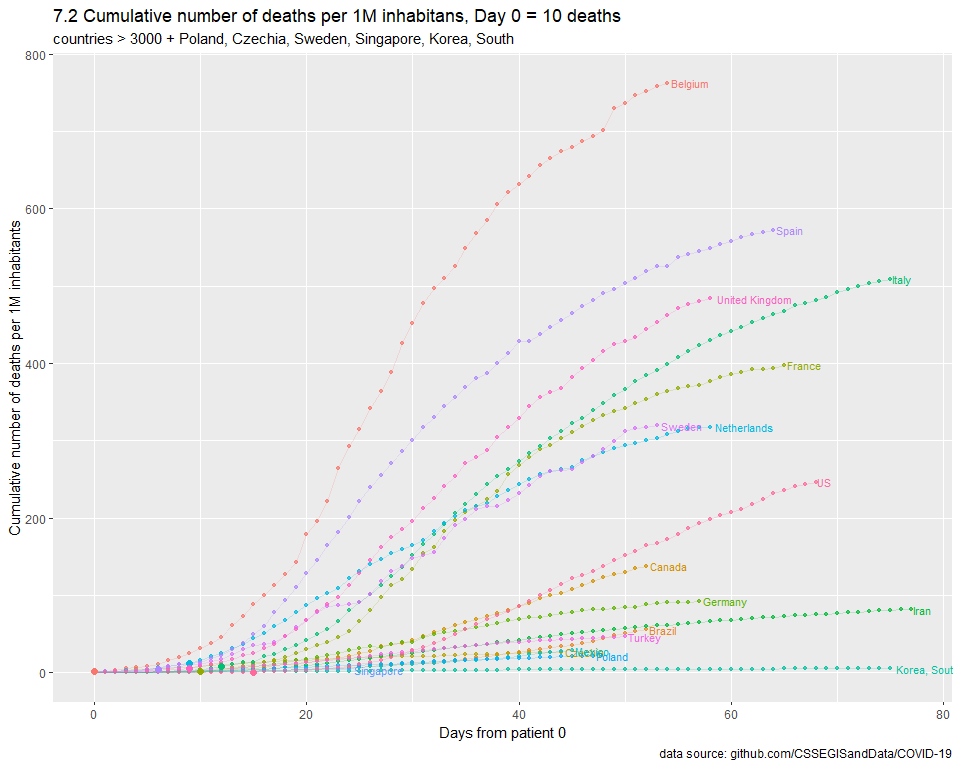 7.2 Cumulative number of deaths per 1M inhabitans, Day 0 = 10 deaths
countries > 3000 + Poland, Czechia, Sweden, Singapore, Korea, South
800
Belgium
600
Spain
United Kingdom
Italy
400
France
Sweden
Netherlands
US
200
Canada
Germany
Iran
Brazil
Turkey
Mexico
Poland
0
Singapore
Korea, Sout
0 20 40 60 80
Cumulative number of deaths per 1M inhabitants
Days from patient 0
data source: github.com/CSSEGISandData/COVID-19